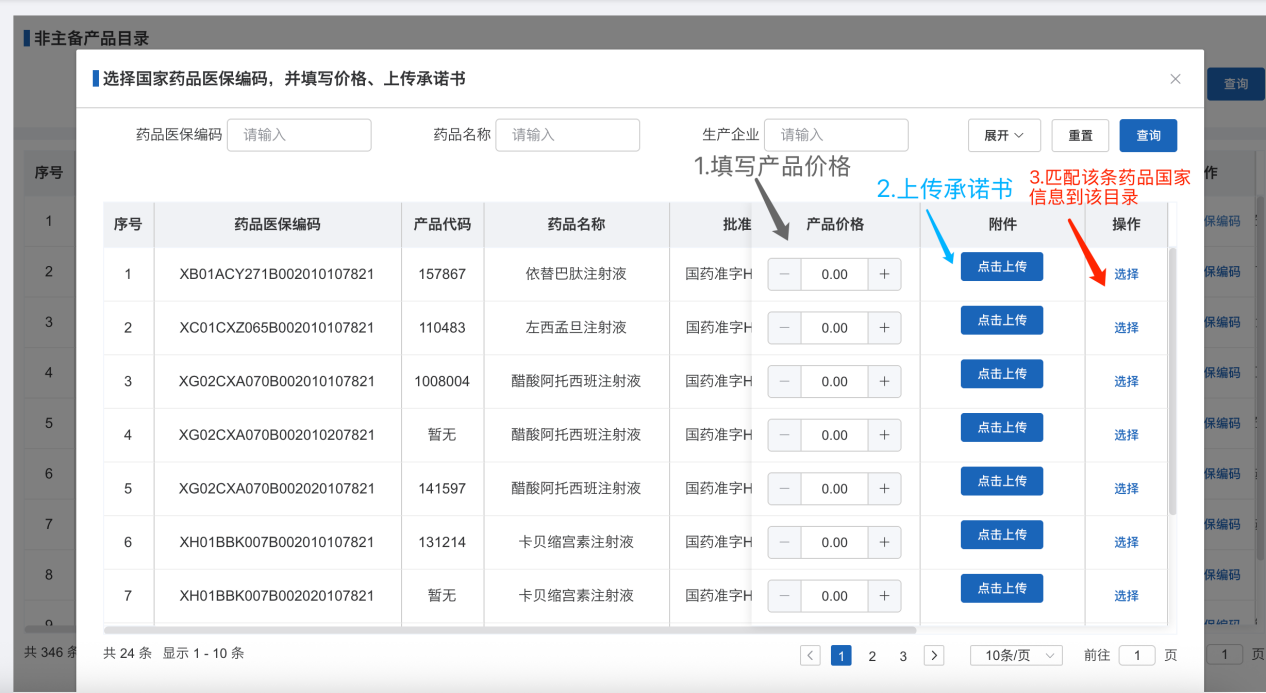 非主备产品目录
选择国家药品医保编码，并填写价格、上传承诺书
查询
药品医保编码 请输入 药品名称 请输入 生产企业 请输入 展开 重置 查询
1.填写产品价格
2.上传承诺书
3.匹配该条药品国家
信息到该目录
序号 作
序号 药品医保编码 产品代码 药品名称 批准 产品价格 附件 操作
1 保编码
1 XB01ACY271B002010107821 157867 依替巴肽注射液 国药准字H 0.00 点击上传 选择
2 保编码
2 XC01CXZ065B002010107821 110483 左西孟旦注射液 国药准字H 0.00 点击上传 选择
3 保编码
3 XG02CXA070B002010107821 1008004 醋酸阿托西班注射液 国药准字H 0.00 点击上传 选择
4 保编码
4 XG02CXA070B002010207821 暂无 醋酸阿托西班注射液 国药准字H 0.00 点击上传 选择
5 保编码
5 XG02CXA070B002020107821 141597 醋酸阿托西班注射液 国药准字H 0.00 点击上传 选择
6 保编码
6 XH01BBK007B002010107821 131214 卡贝缩宫素注射液 国药准字H 0.00 点击上传 选择
7 保编码
7 XH01BBK007B002020107821 暂无 卡贝缩宫素注射液 国药准字H 0.00 点击上传 选择
8 保编码
共 346 条
共 24 条 显示 1 - 10 条 1 2 3 10条/页 前往 1 页
1 页